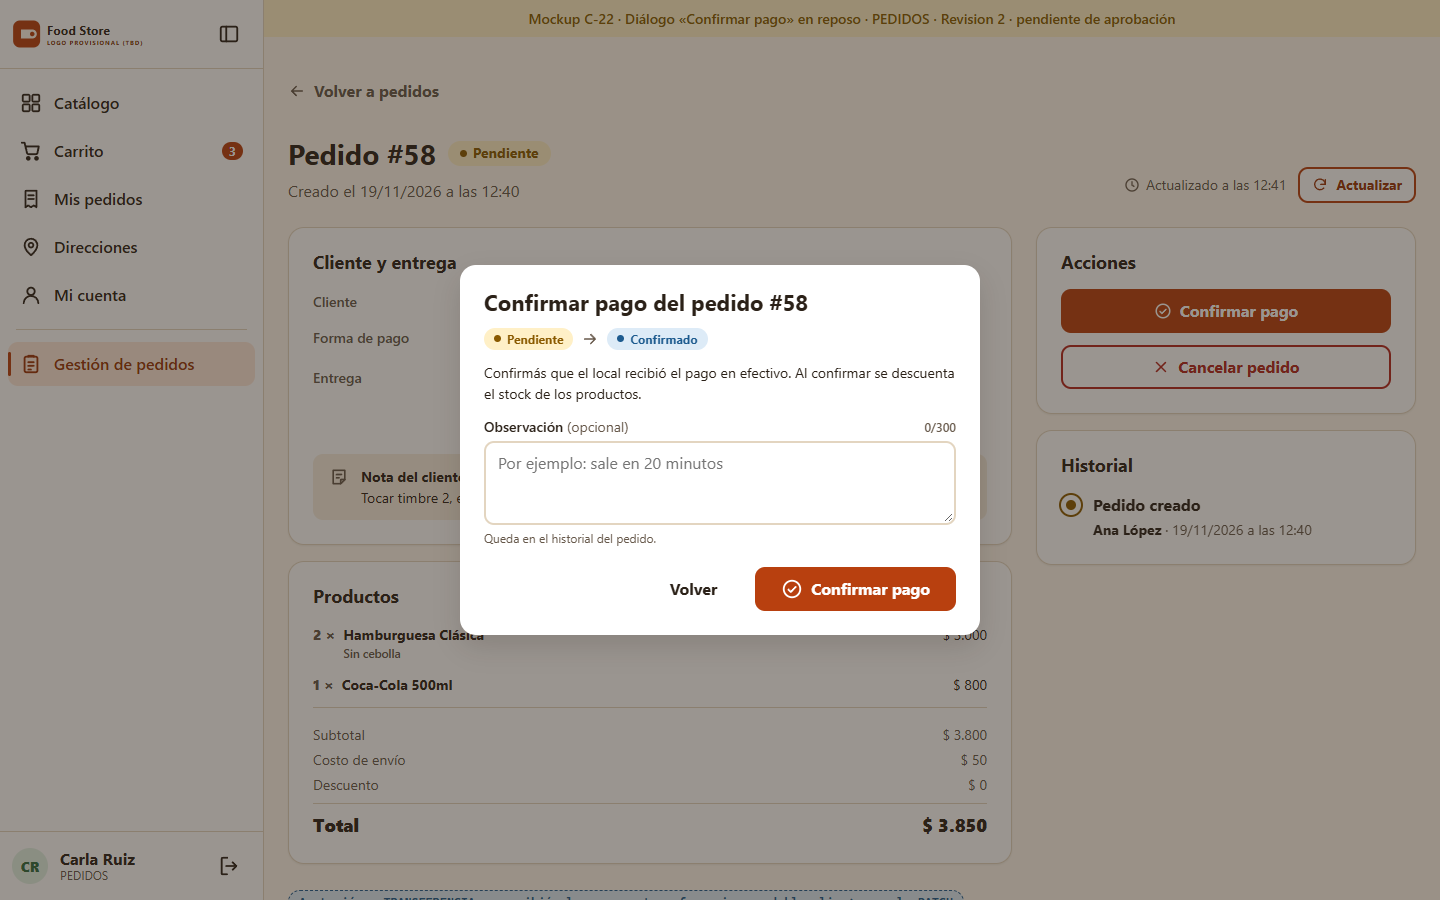 Food Store
LOGO PROVISIONAL (TBD)
Mockup C-22 · Diálogo «Confirmar pago» en reposo · PEDIDOS · Revision 2 · pendiente de aprobación
Catálogo
Carrito
3
Mis pedidos
Direcciones
Mi cuenta
Gestión de pedidos
Carla Ruiz
PEDIDOS
CR
Volver a pedidos
Pedido #58
Pendiente
Creado el 19/11/2026 a las 12:40
Actualizado a las 12:41
Actualizar
Cliente y entrega
Cliente
Forma de pago
Entrega
Nota del cliente
Tocar timbre 2,
Confirmar pago del pedido #58
Pendiente
Confirmado
Confirmás que el local recibió el pago en efectivo. Al confirmar se descuenta
el stock de los productos.
Observación (opcional)
0/300
Por ejemplo: sale en 20 minutos
Queda en el historial del pedido.
Volver
Confirmar pago
Productos
2 × Hamburguesa Clásica
Sin cebolla
1 × Coca-Cola 500ml
$ 800
Subtotal
$ 3.800
Costo de envío
$ 50
Descuento
$ 0
Total
$ 3.850
Acciones
Confirmar pago
Cancelar pedido
Historial
Pedido creado
Ana López · 19/11/2026 a las 12:40